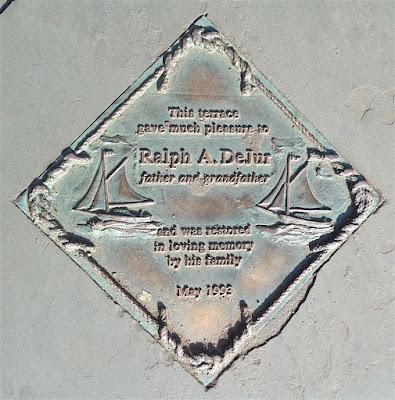 This terrace
gave much pleasure to
Ralph A. DeJur
father and grandfather
and was restored
in loving memory
by his family
May 1993